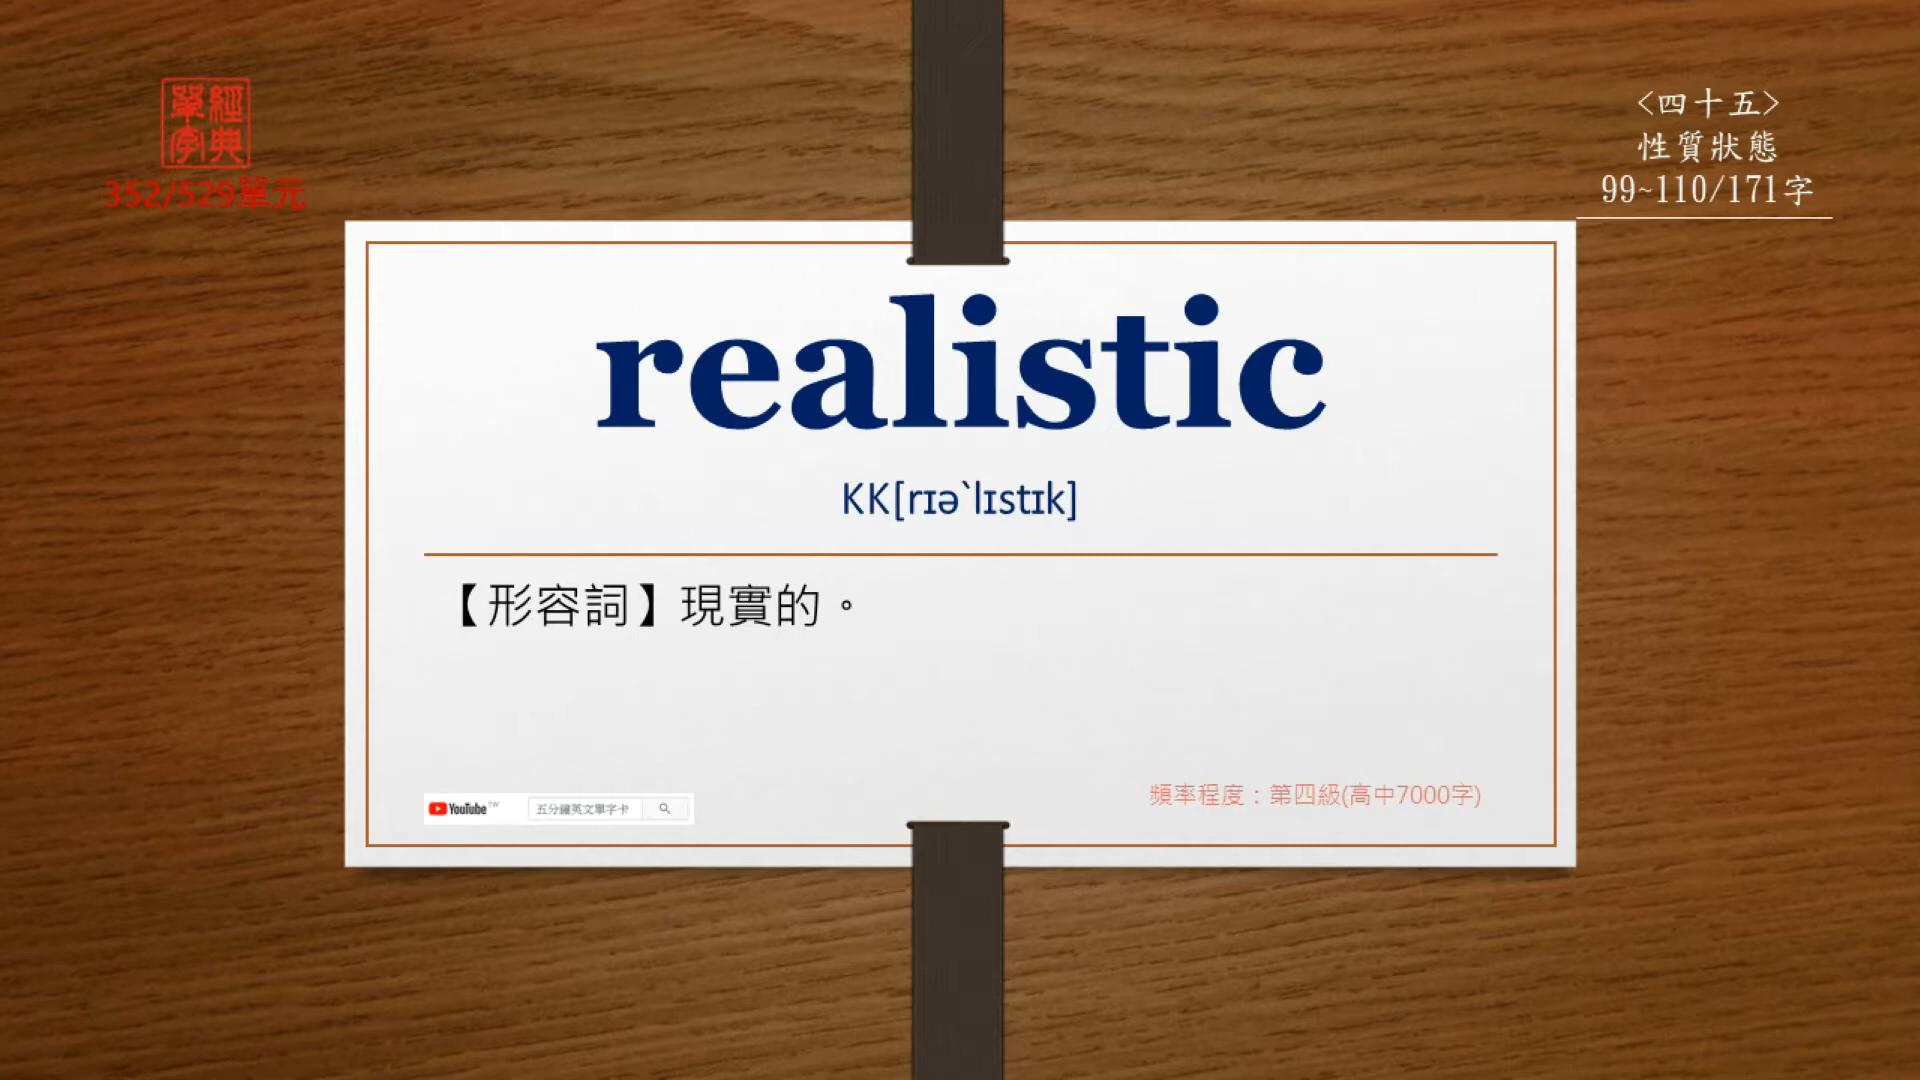 經典
單字
352/529單元
<四十五>
性質狀態
99~110/171字
realistic
KK[rɪəˋlɪstɪk]
【形容詞】現實的。
YouTube TW
五分鐘英文單字卡
頻率程度：第四級(高中7000字)